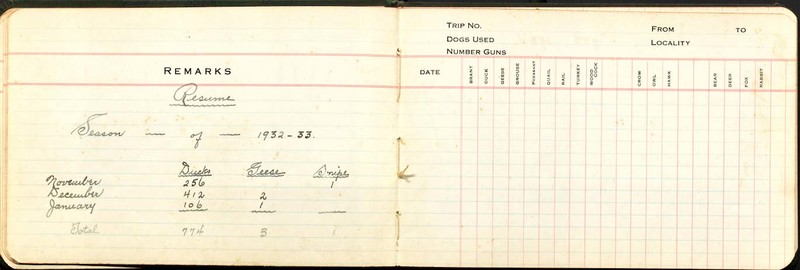 REMARKS
Resume
Season — of — 1932-33.
Ducks Geese Snipe
November 256 1
December 412 2
January 106 1
Total 774 3 1
TRIP NO. FROM TO
DOGS USED LOCALITY
NUMBER GUNS
DATE BRANT DUCK GEESE GROUSE PHEASANT QUAIL RAIL TURKEY WOOD COCK CROW OWL HAWK BEAR DEER FOX RABBIT